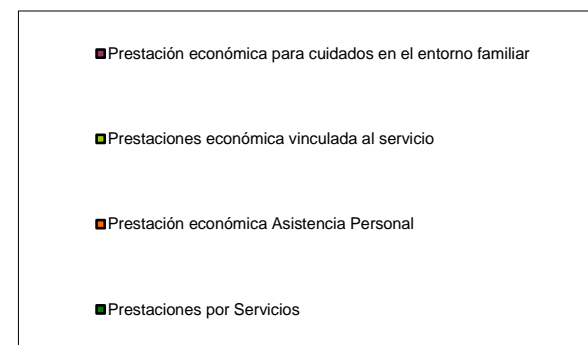 Prestación económica para cuidados en el entorno familiar
Prestaciones económica vinculada al servicio
Prestación económica Asistencia Personal
Prestaciones por Servicios